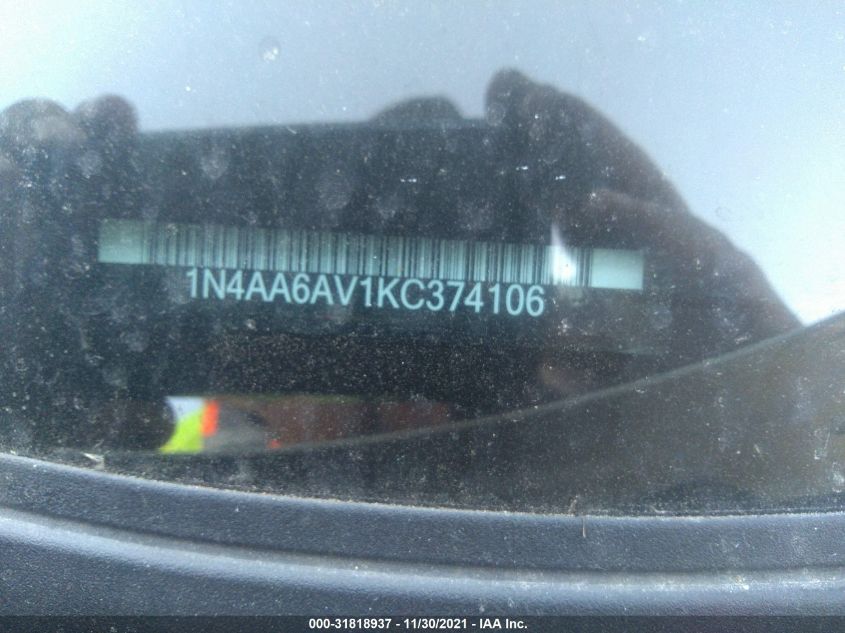 1N4AA6AV1KC374106
000-31818937 - 11/30/2021 - IAA Inc.